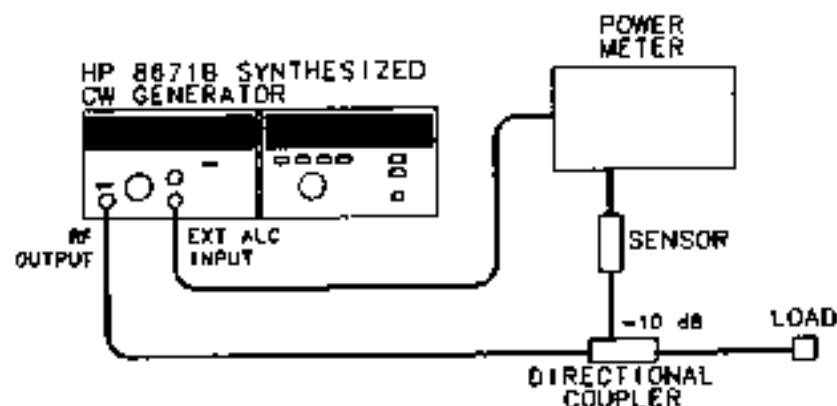 POWER
METER
HP 8671B SYNTHESIZED
CW GENERATOR
RF
OUTPUT
EXT ALC
INPUT
SENSOR
-10 dB
LOAD
DIRECTIONAL
COUPLER